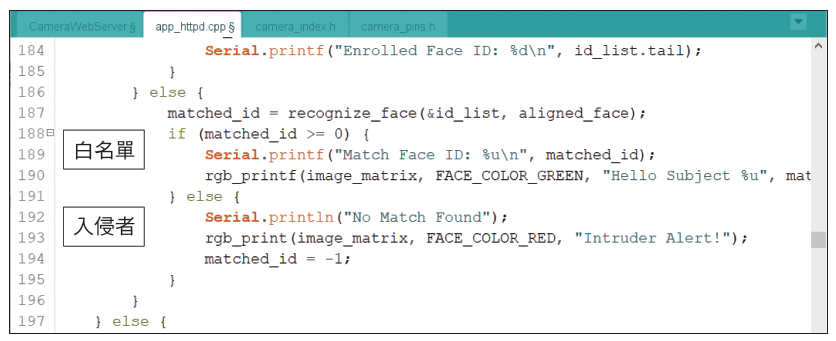 CameraWebServer § app_httpd.cpp § camera_index.h camera_pins.h
184 Serial.printf("Enrolled Face ID: %d\n", id_list.tail);
185 }
186 } else {
187 matched_id = recognize_face(&id_list, aligned_face);
188 if (matched_id >= 0) {
白名單
189 Serial.printf("Match Face ID: %u\n", matched_id);
190 rgb_printf(image_matrix, FACE_COLOR_GREEN, "Hello Subject %u", mat
191 } else {
192 Serial.println("No Match Found");
入侵者
193 rgb_print(image_matrix, FACE_COLOR_RED, "Intruder Alert!");
194 matched_id = -1;
195 }
196 }
197 } else {